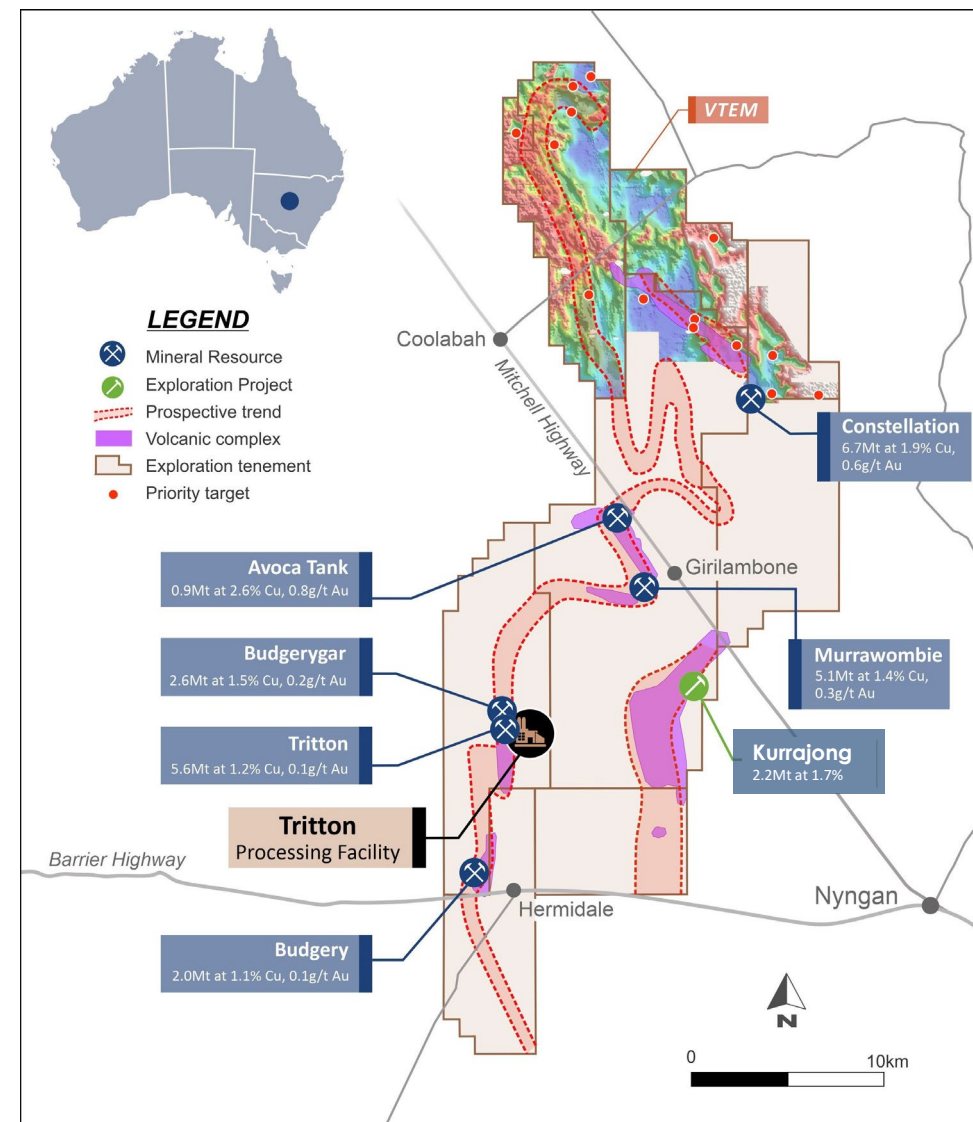 VTEM
LEGEND
Mineral Resource
Exploration Project
Prospective trend
Volcanic complex
Exploration tenement
Priority target
Coolabah
Mitchell Highway
Constellation
6.7Mt at 1.9% Cu,
0.6g/t Au
Avoca Tank
0.9Mt at 2.6% Cu, 0.8g/t Au
Girilambone
Budgerygar
2.6Mt at 1.5% Cu, 0.2g/t Au
Murrawombie
5.1Mt at 1.4% Cu,
0.3g/t Au
Tritton
5.6Mt at 1.2% Cu, 0.1g/t Au
Kurrajong
2.2Mt at 1.7%
Tritton
Processing Facility
Barrier Highway
Hermidale
Nyngan
Budgery
2.0Mt at 1.1% Cu, 0.1g/t Au
N
0 10km